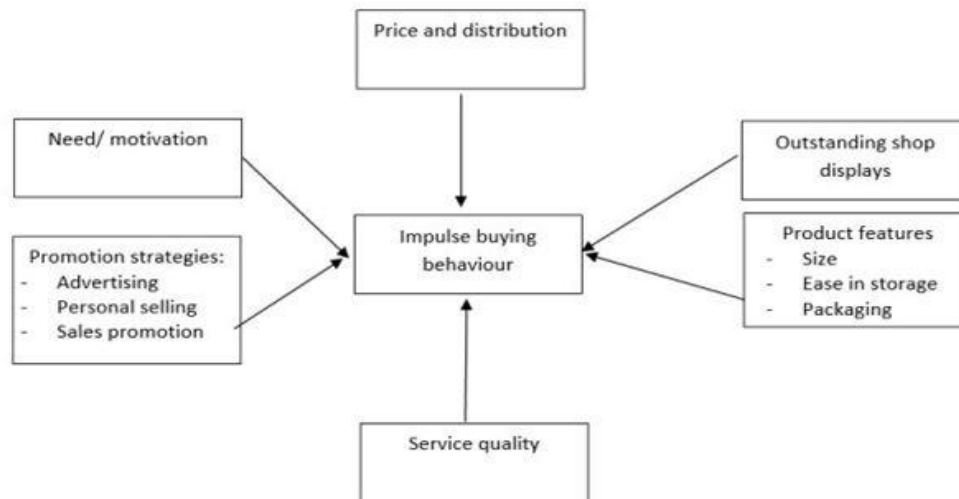 Price and distribution
Need/ motivation
Outstanding shop
displays
Impulse buying
behaviour
Promotion strategies:
- Advertising
- Personal selling
- Sales promotion
Product features
- Size
- Ease in storage
- Packaging
Service quality